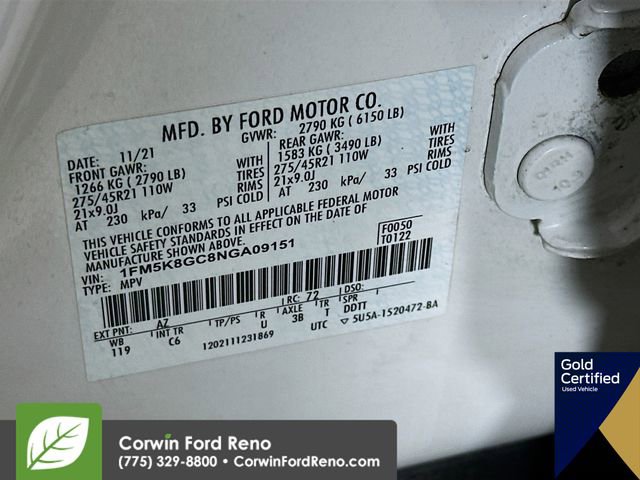 MFD. BY FORD MOTOR CO.
DATE: 11/21 GVWR: 2790 KG ( 6150 LB)
FRONT GAWR: WITH REAR GAWR: WITH
1266 KG ( 2790 LB) TIRES 1583 KG ( 3490 LB) TIRES
275/45R21 110W RIMS 275/45R21 110W RIMS
21x9.0J PSI COLD 21x9.0J PSI COLD
AT 230 kPa/ 33 AT 230 kPa/ 33
THIS VEHICLE CONFORMS TO ALL APPLICABLE FEDERAL MOTOR
VEHICLE SAFETY STANDARDS IN EFFECT ON THE DATE OF
MANUFACTURE SHOWN ABOVE.
VIN: 1FM5K8GC8NGA09151
TYPE: MPV
F0050
T0122
EXT PNT: AZ RC: 72 DSO:
WB INT TR TP/PS R AXLE TR SPR
119 C6 U 3B T DDTT
1202111231869 UTC ▽ 5U5A-1520472-BA
Gold
Certified
Used Vehicle
Corwin Ford Reno
(775) 329-8800 • CorwinFordReno.com